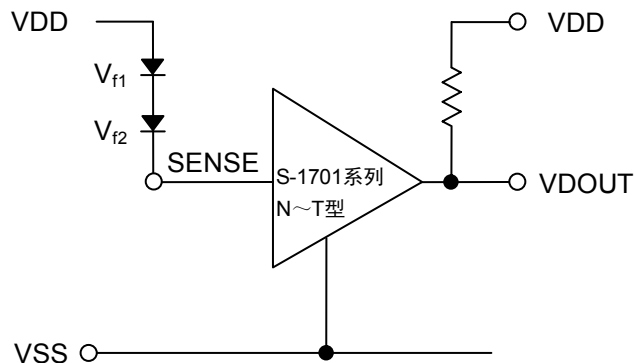 VDD
VDD
Vf1
Vf2
SENSE
S-1701系列
N～T型
VDOUT
VSS